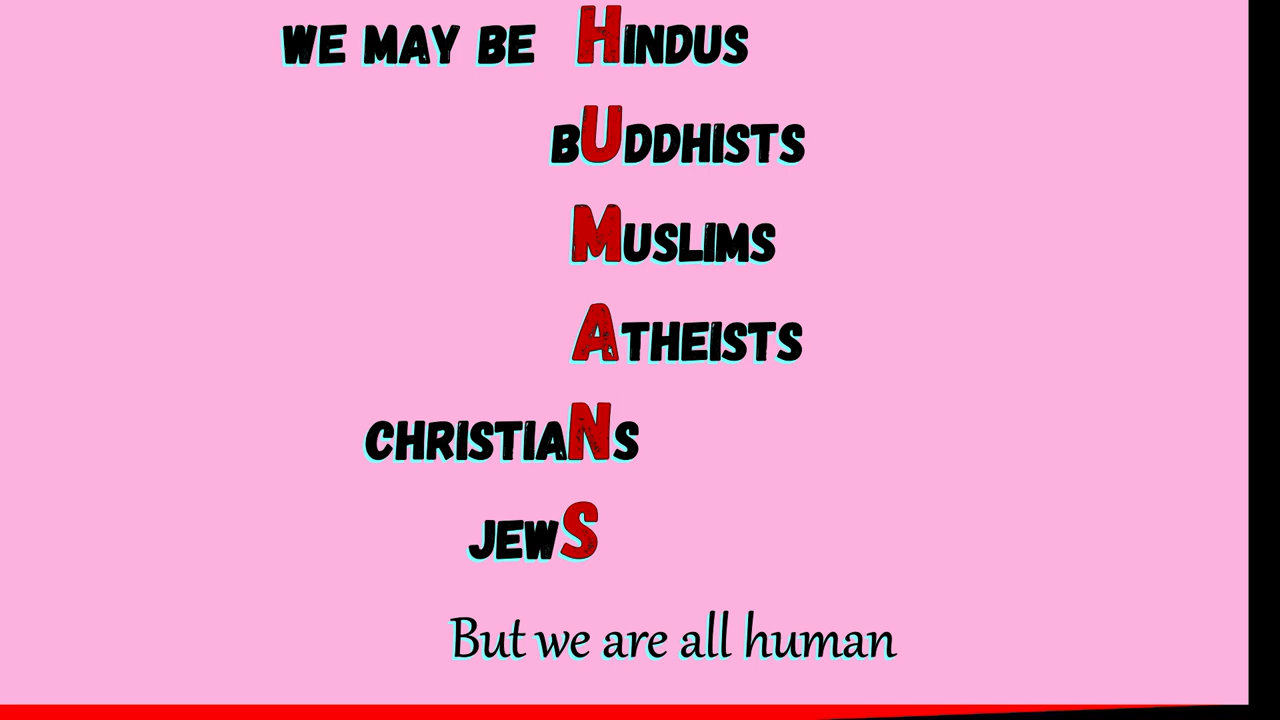 WE MAY BE HINDUS
BUDDHISTS
MUSLIMS
ATHEISTS
CHRISTIANS
JEWS
But we are all human